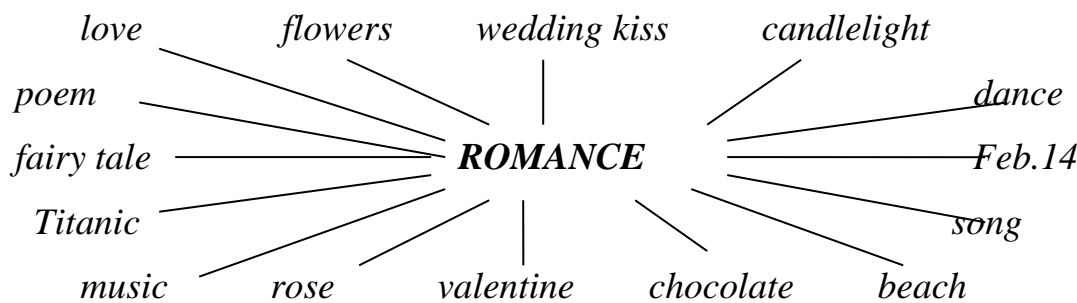 love flowers wedding kiss candlelight
poem dance
fairy tale ROMANCE Feb.14
Titanic song
music rose valentine chocolate beach